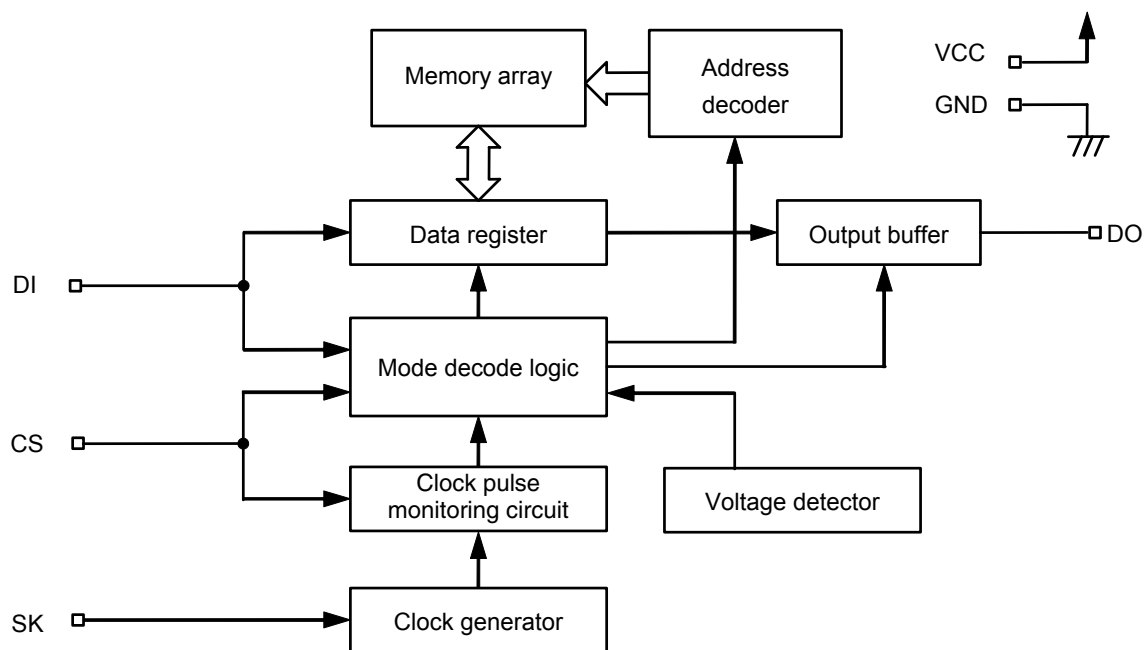 Memory array
Address
decoder
VCC
GND
Data register
Output buffer
DO
DI
Mode decode logic
CS
Clock pulse
monitoring circuit
Voltage detector
SK
Clock generator